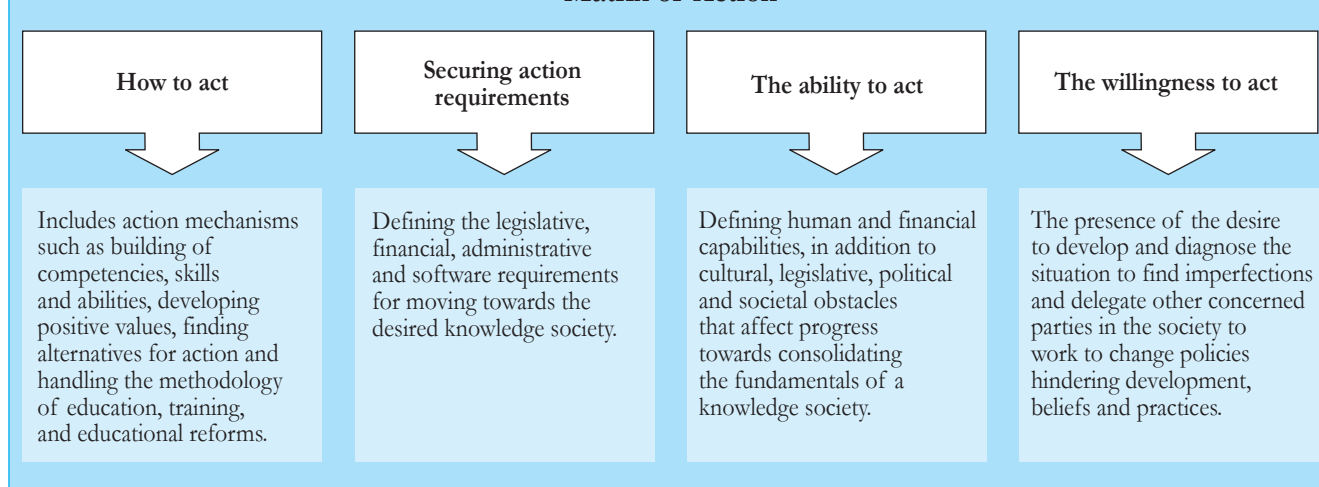 How to act
Includes action mechanisms
such as building of
competencies, skills
and abilities, developing
positive values, finding
alternatives for action and
handling the methodology
of education, training,
and educational reforms.
Securing action
requirements
Defining the legislative,
financial, administrative
and software requirements
for moving towards the
desired knowledge society.
The ability to act
Defining human and financial
capabilities, in addition to
cultural, legislative, political
and societal obstacles
that affect progress
towards consolidating
the fundamentals of a
knowledge society.
The willingness to act
The presence of the desire
to develop and diagnose the
situation to find imperfections
and delegate other concerned
parties in the society to
work to change policies
hindering development,
beliefs and practices.